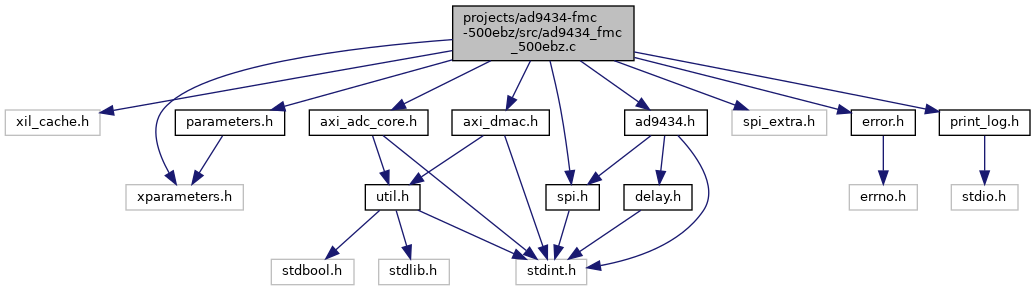 projects/ad9434-fmc
-500ebz/src/ad9434_fmc
_500ebz.c
xil_cache.h
parameters.h
axi_adc_core.h
axi_dmac.h
ad9434.h
spi_extra.h
error.h
print_log.h
xparameters.h
util.h
spi.h
delay.h
errno.h
stdio.h
stdbool.h
stdlib.h
stdint.h